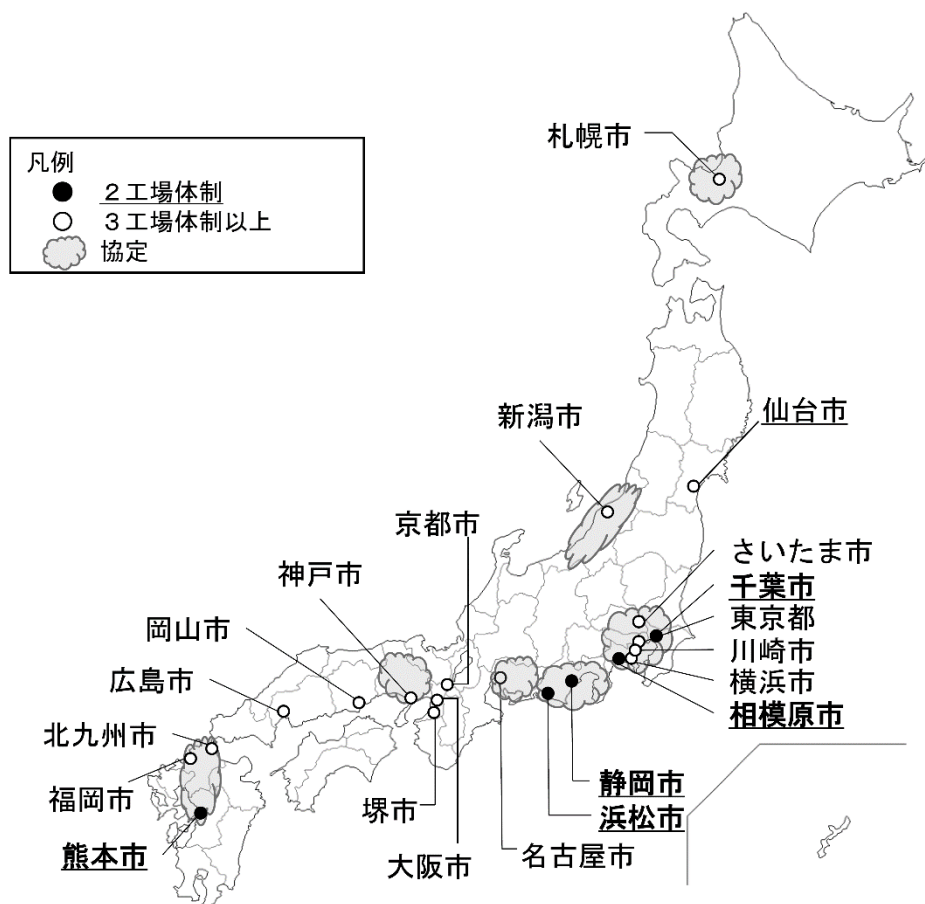 凡例
２工場体制
３工場体制以上
協定
札幌市
新潟市
仙台市
京都市
神戸市
岡山市
広島市
北九州市
福岡市
熊本市
さいたま市
千葉市
東京都
川崎市
横浜市
相模原市
静岡市
浜松市
名古屋市
堺市
大阪市